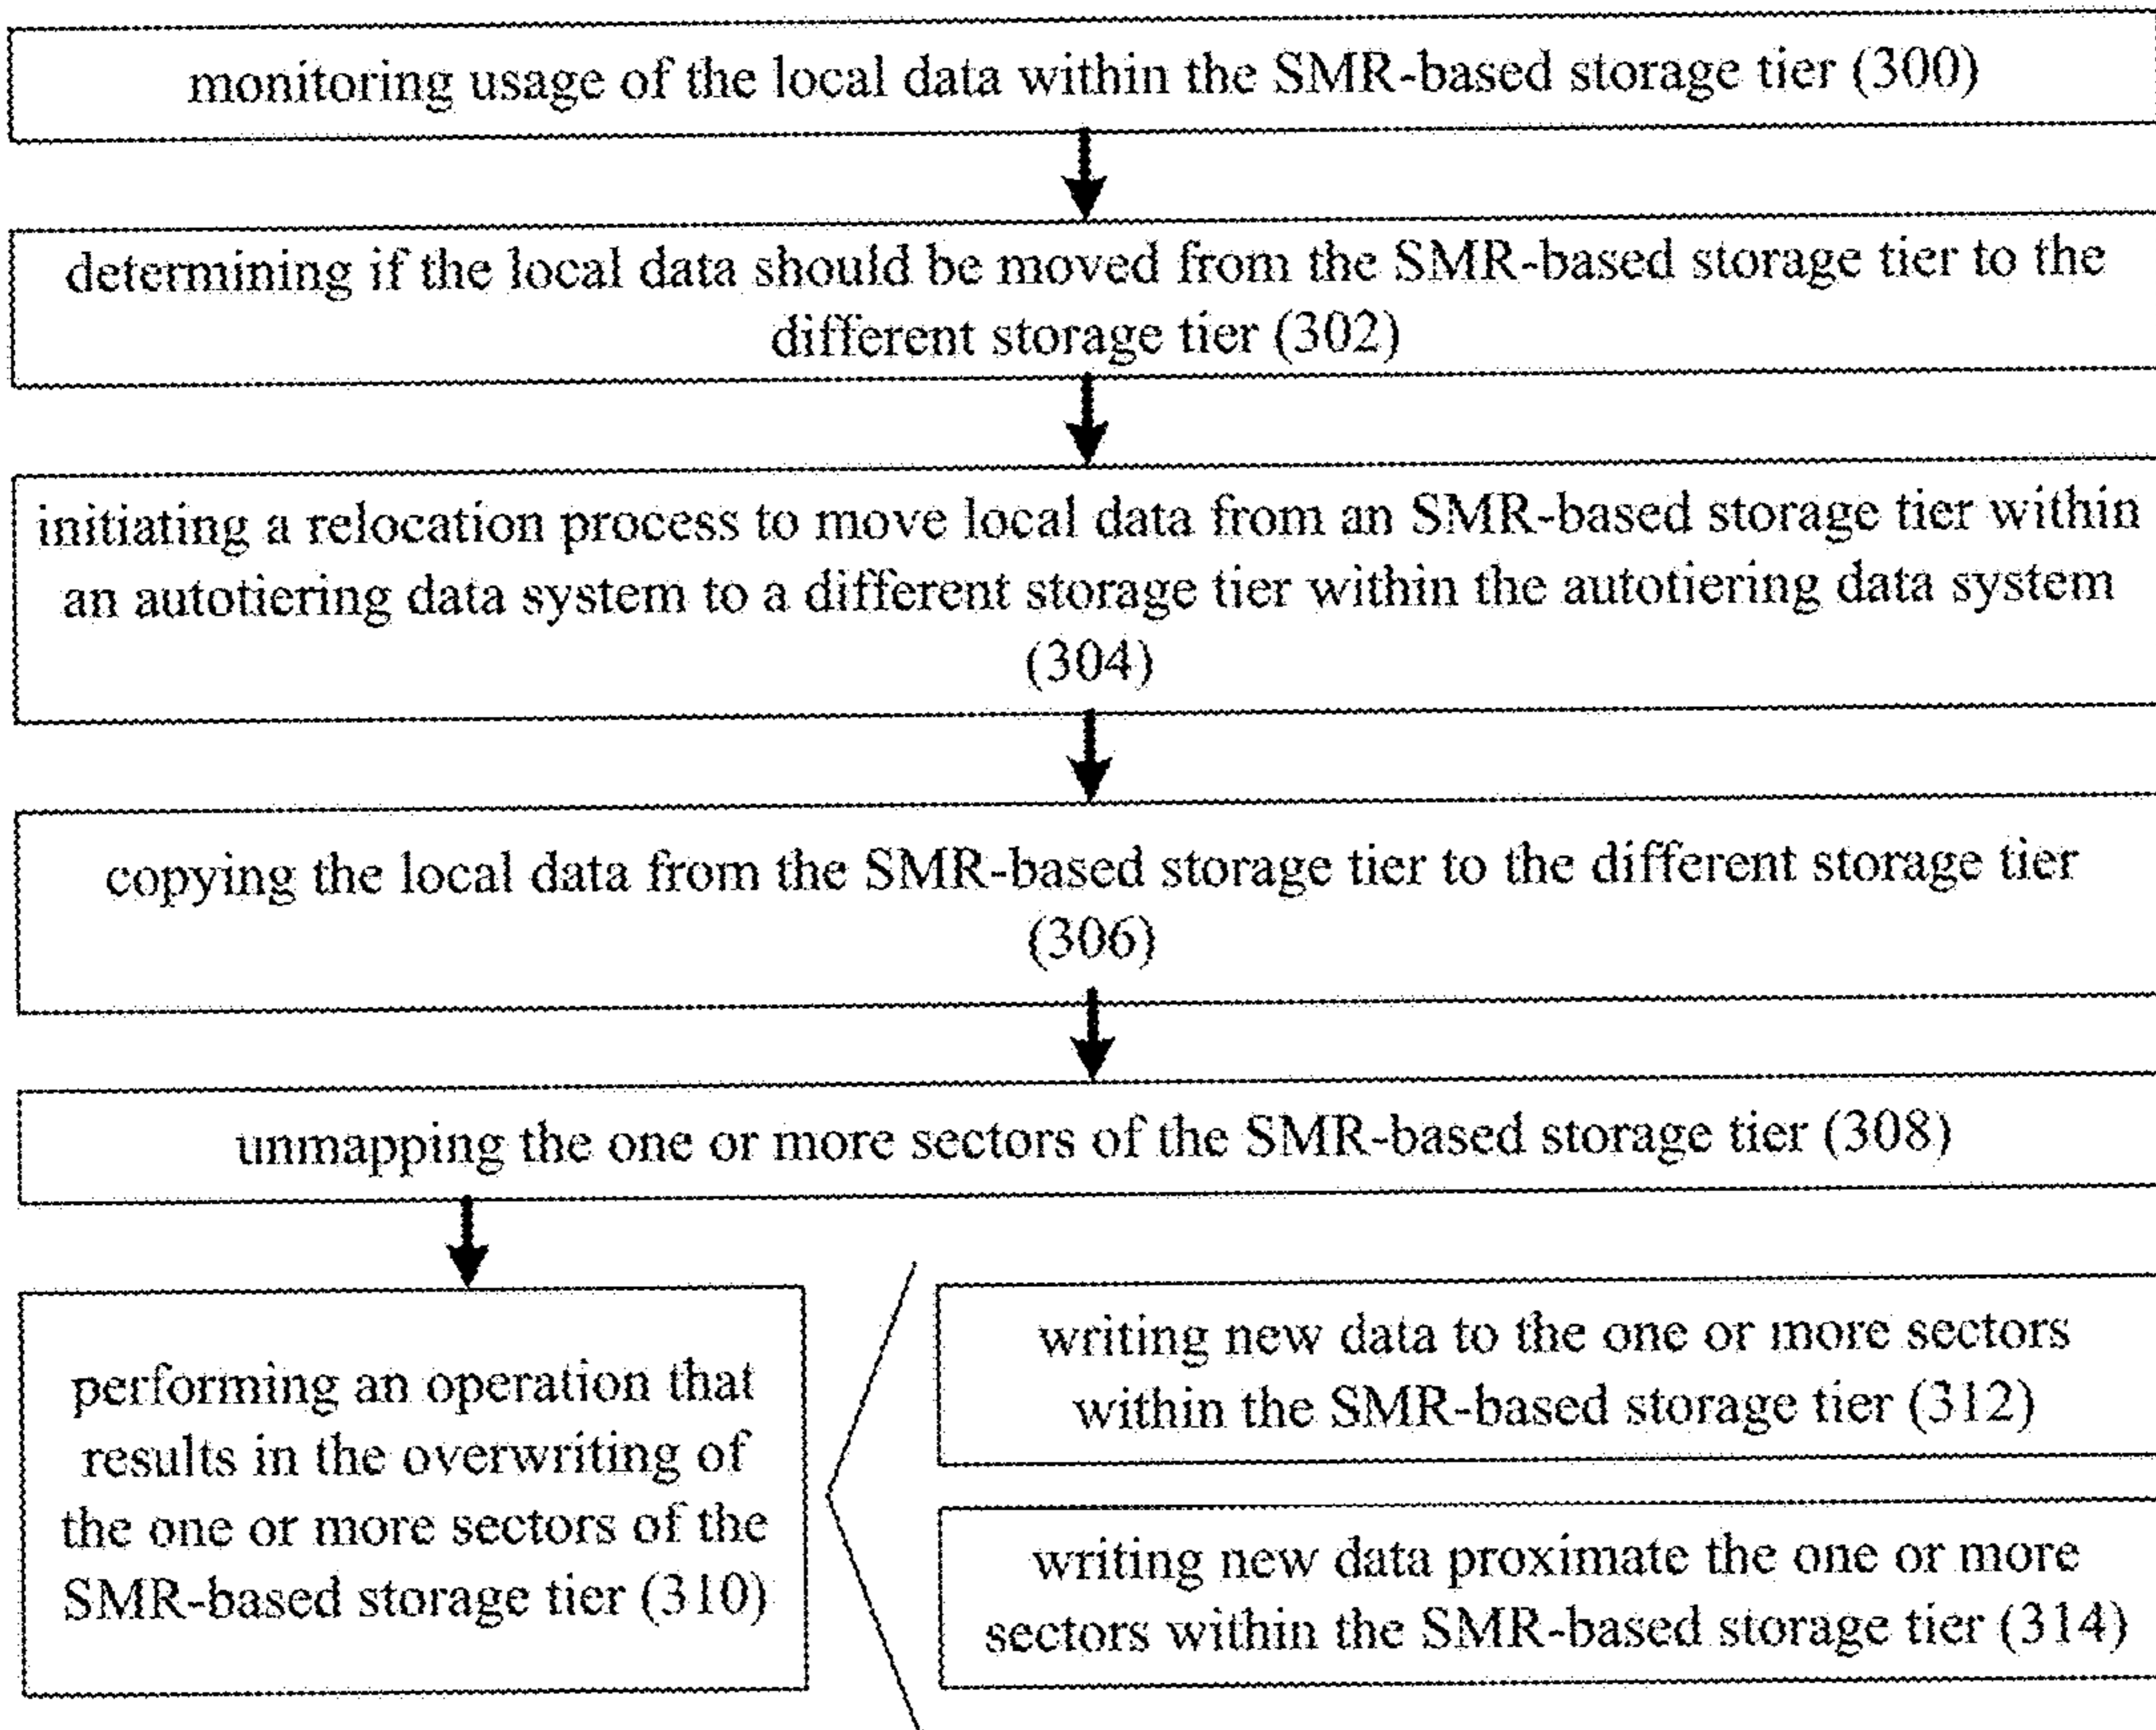 monitoring usage of the local data within the SMR-based storage tier (300)
determining if the local data should be moved from the SMR-based storage tier to the
different storage tier (302)
initiating a relocation process to move local data from an SMR-based storage tier within
an autotiering data system to a different storage tier within the autotiering data system
(304)
copying the local data from the SMR-based storage tier to the different storage tier
(306)
unmapping the one or more sectors of the SMR-based storage tier (308)
performing an operation that
results in the overwriting of
the one or more sectors of the
SMR-based storage tier (310)
writing new data to the one or more sectors
within the SMR-based storage tier (312)
writing new data proximate the one or more
sectors within the SMR-based storage tier (314)